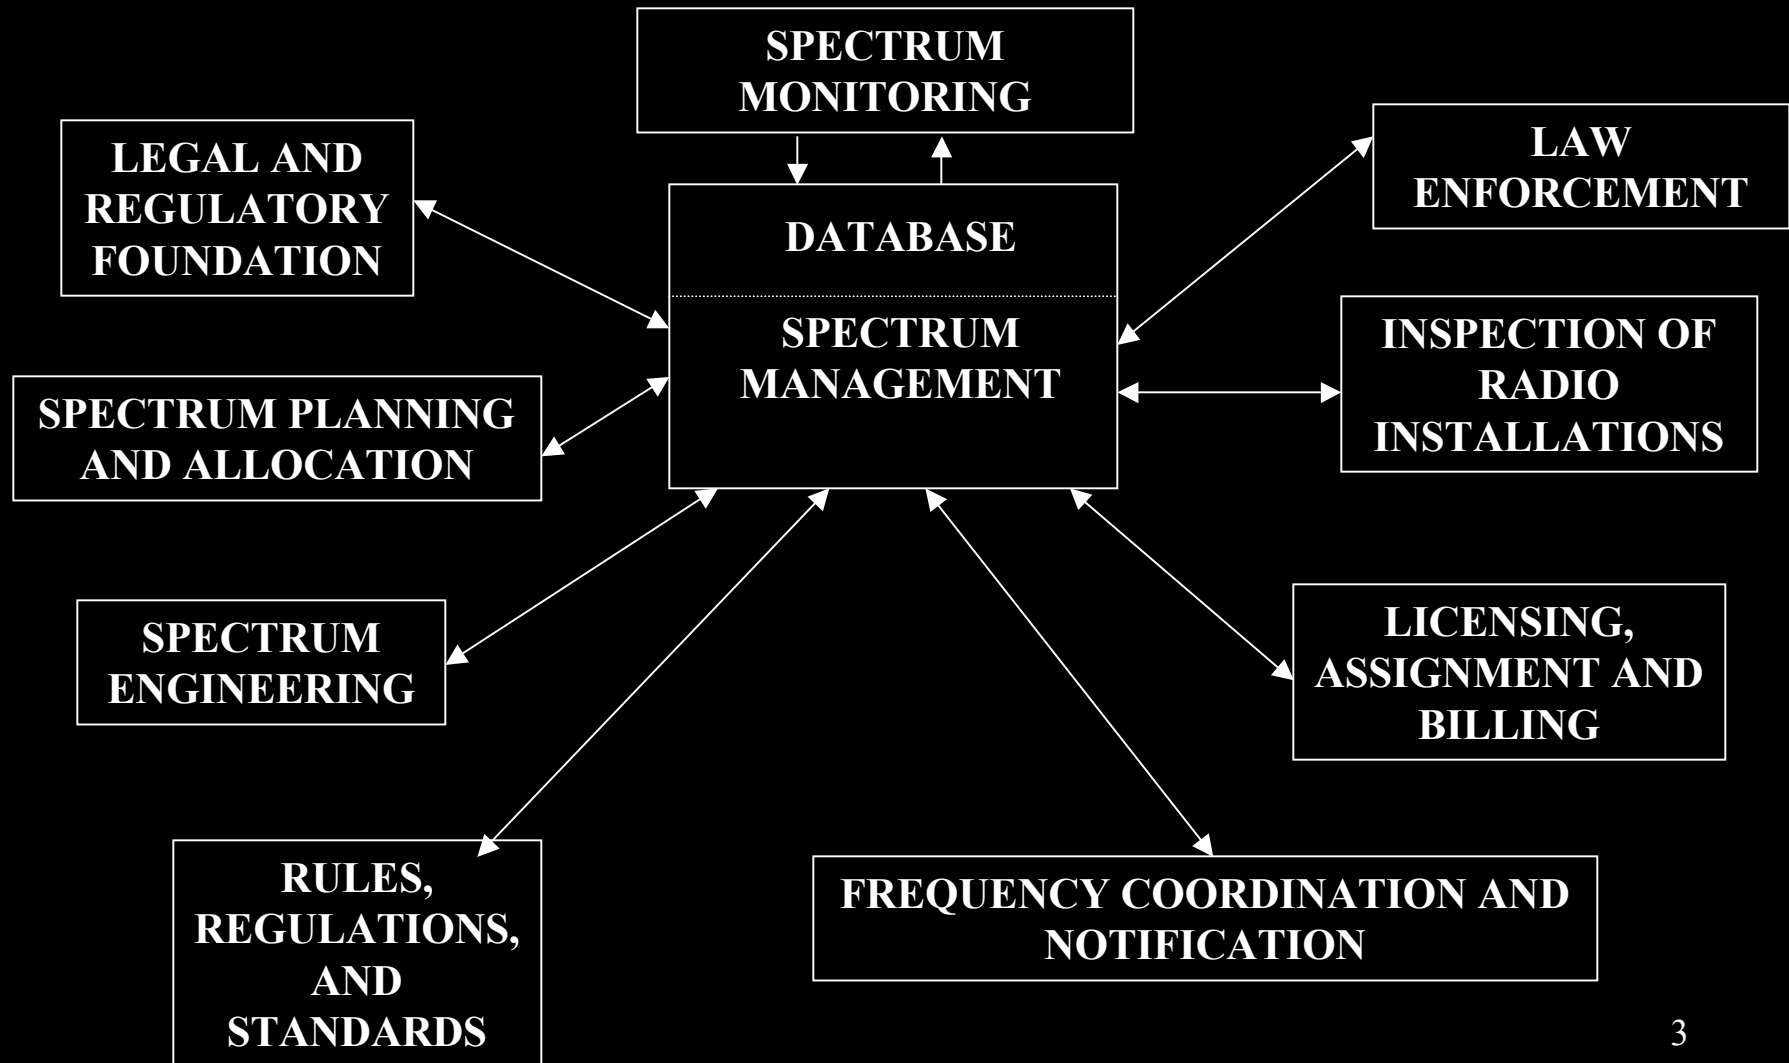 SPECTRUM
MONITORING
LEGAL AND
REGULATORY
FOUNDATION
LAW
ENFORCEMENT
DATABASE
SPECTRUM
MANAGEMENT
INSPECTION OF
RADIO
INSTALLATIONS
SPECTRUM PLANNING
AND ALLOCATION
SPECTRUM
ENGINEERING
LICENSING,
ASSIGNMENT AND
BILLING
RULES,
REGULATIONS,
AND
STANDARDS
FREQUENCY COORDINATION AND
NOTIFICATION
3